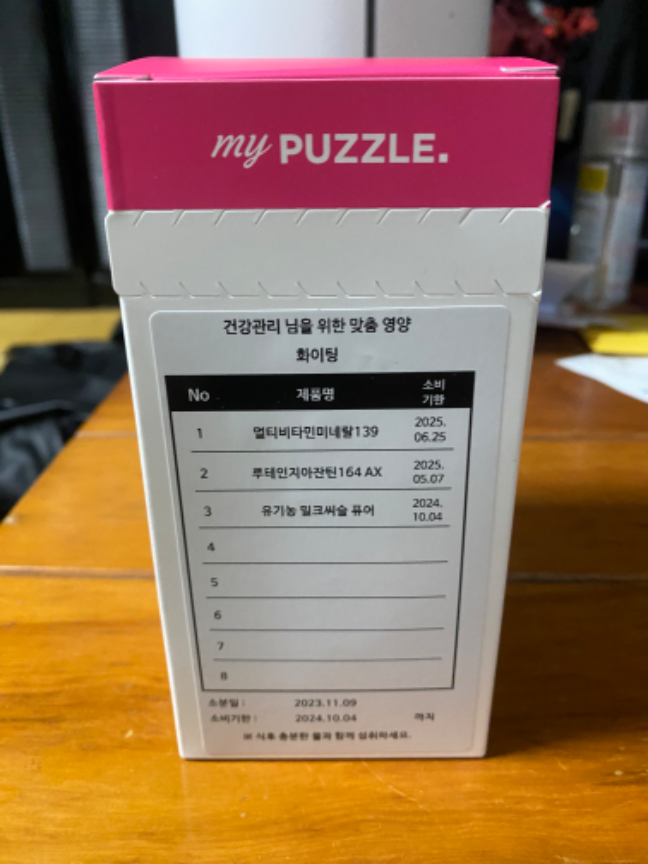 my PUZZLE.
건강관리 님을 위한 맞춤 영양
화이팅
No 제품명 소비
기한
1 멀티비타민미네랄139 2025.
06.25
2 루테인지아잔틴164 AX 2025.
05.07
3 유기농 밀크씨슬 퓨어 2024.
10.04
4
5
6
7
8
소분일 : 2023.11.09
소비기한 : 2024.10.04 까지
※ 식후 충분한 물과 함께 섭취하세요.